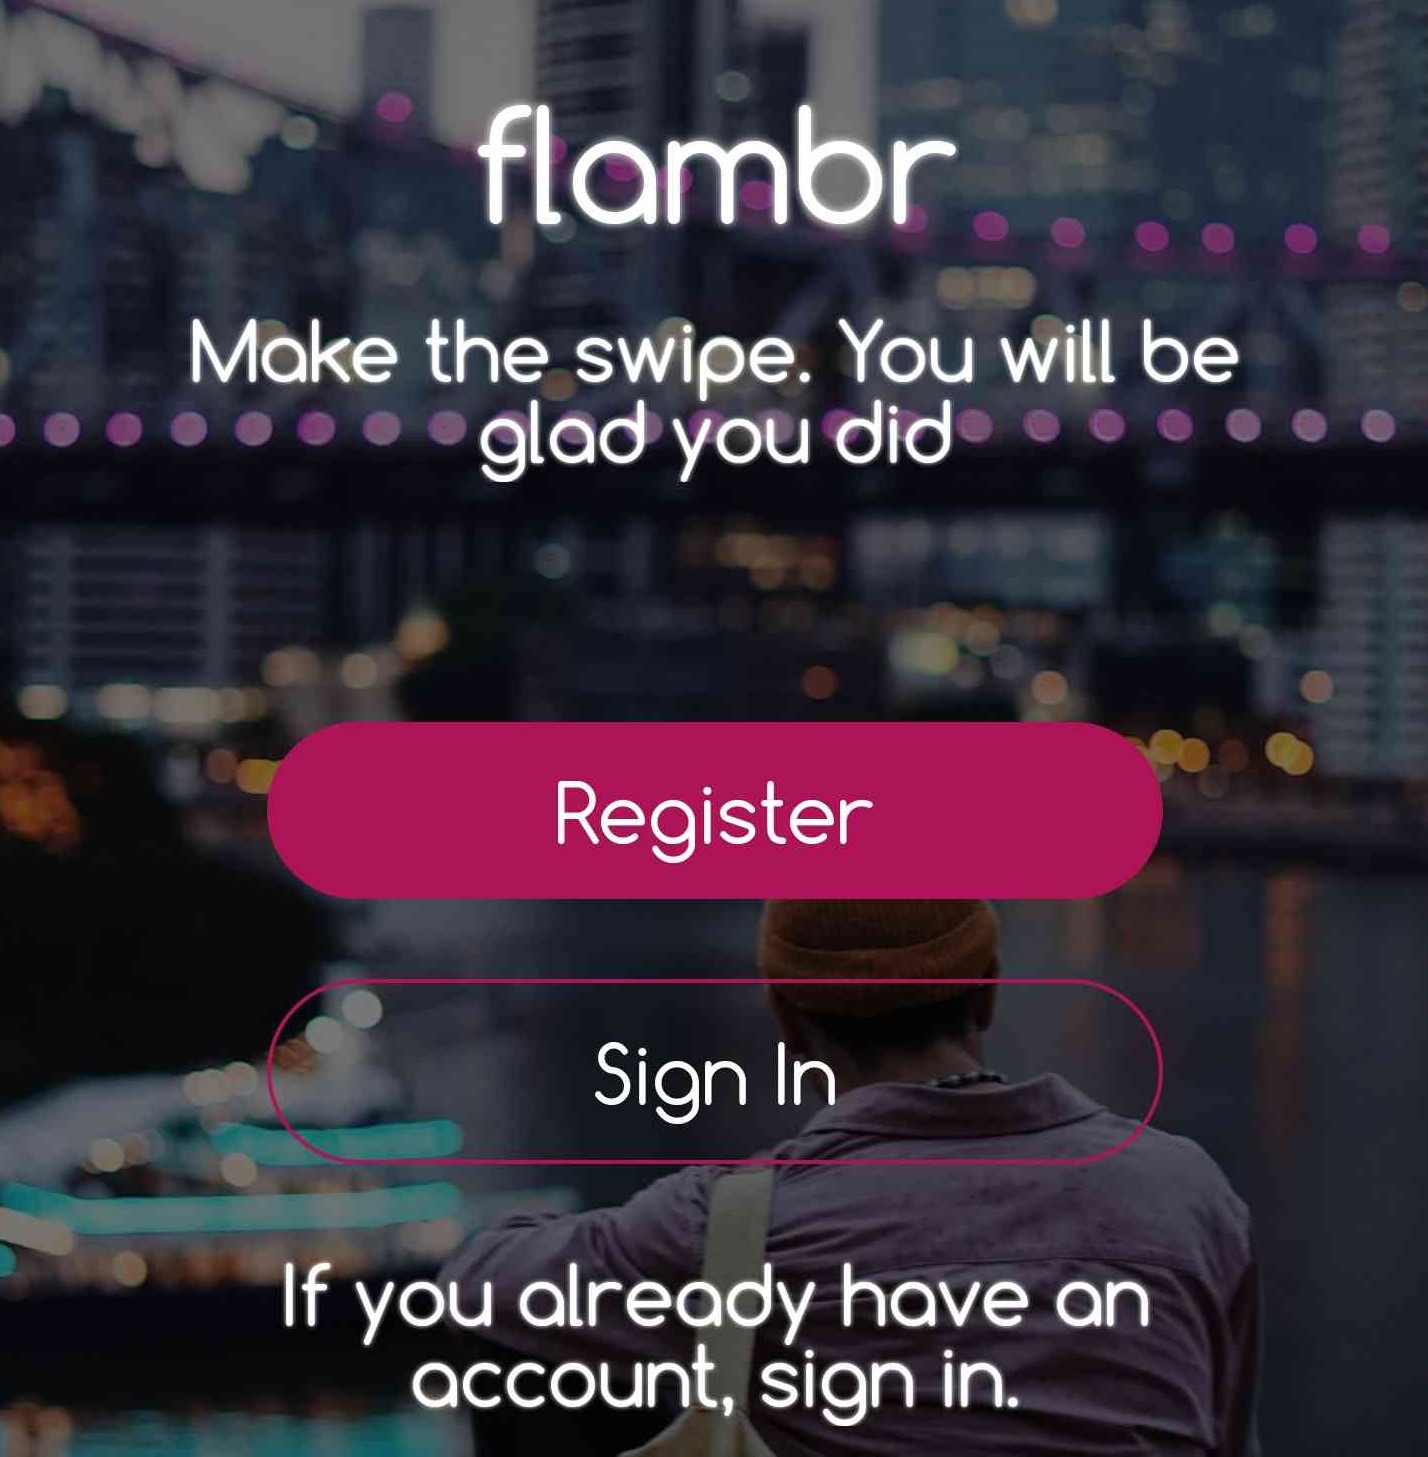 flambr
Make the swipe. You will be
glad you did
Register
Sign In
If you already have an
account, sign in.